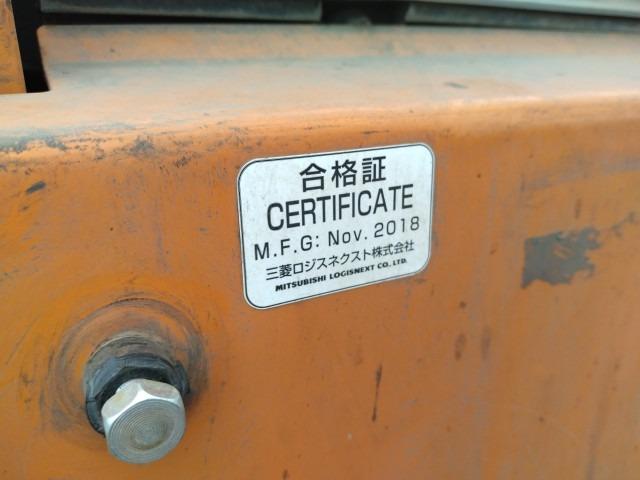 合格証
CERTIFICATE
M.F.G: Nov. 2018
三菱ロジスネクスト株式会社
MITSUBISHI LOGISNEXT CO., LTD.